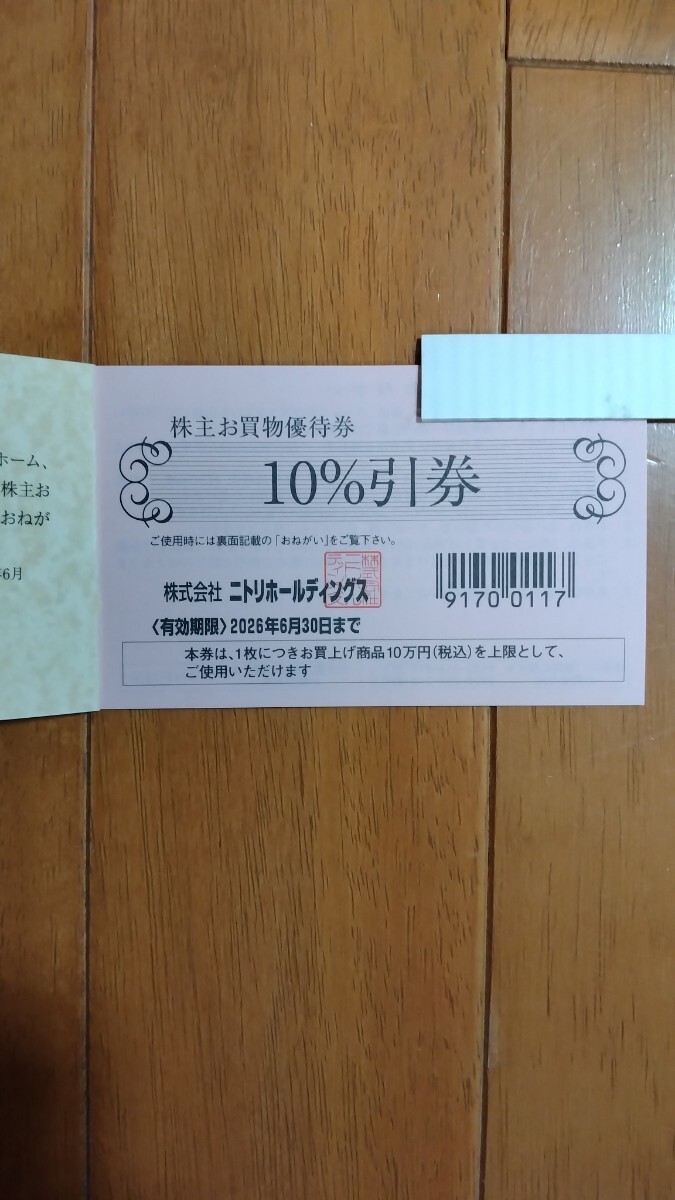 ホーム、
株主お
おねが
6月
株主お買物優待券
10%引券
ご使用時には裏面記載の「おねがい」をご覧下さい。
株式会社 ニトリホールディングス
9170 0117
〈有効期限〉2026年6月30日まで
本券は、1枚につきお買上げ商品10万円(税込)を上限として、
ご使用いただけます